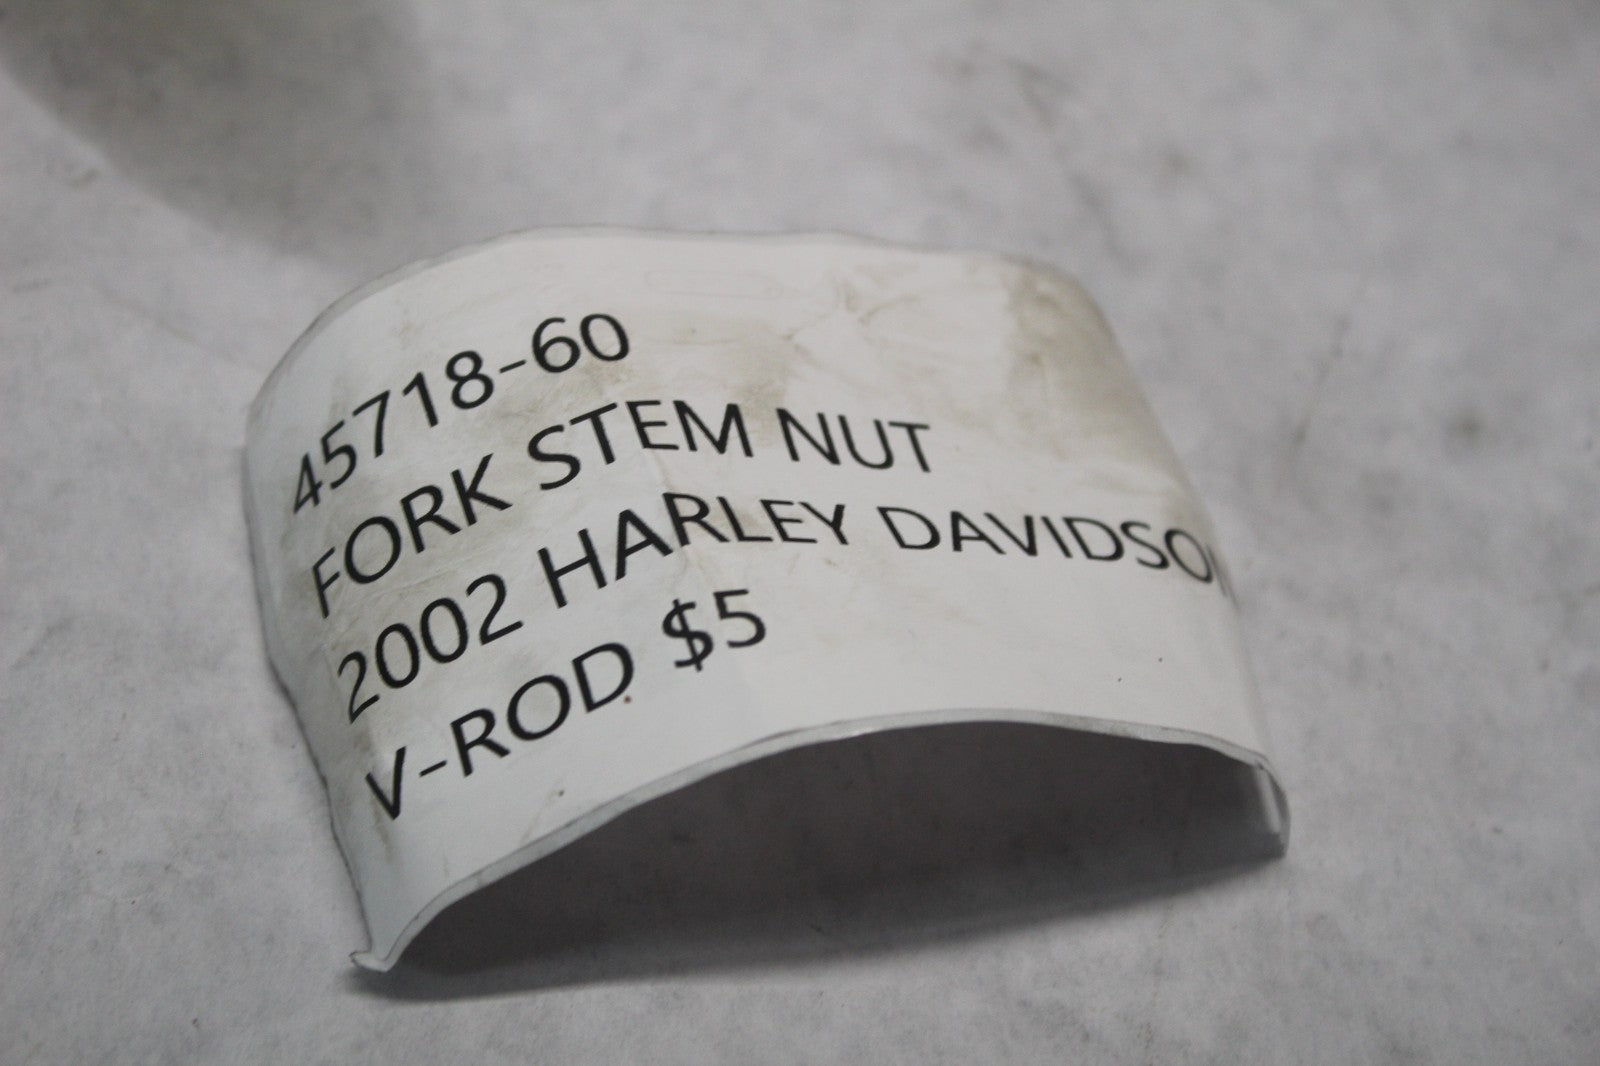 45718-60
FORK STEM NUT
2002 HARLEY DAVIDSON
V-ROD $5